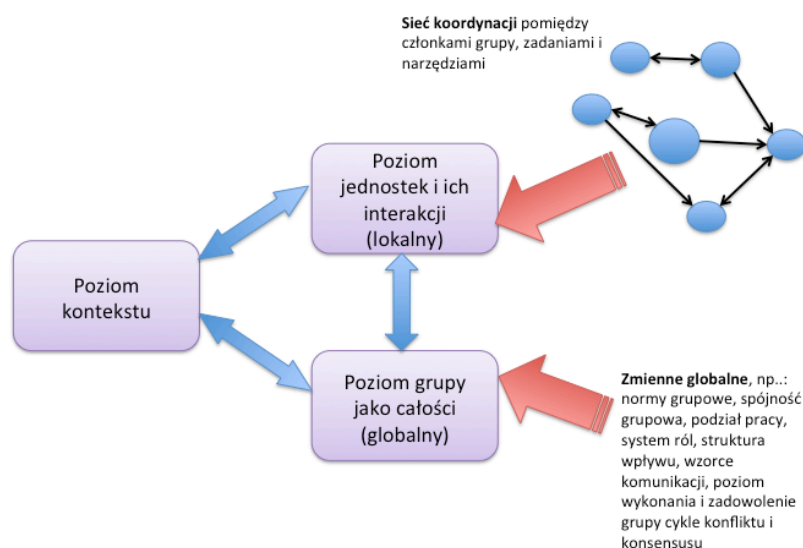 Sieć koordynacji pomiędzy
członkami grupy, zadaniami i
narzędziami
Poziom
jednostek i ich
interakcji
(lokalny)
Poziom
kontekstu
Poziom grupy
jako całości
(globalny)
Zmienne globalne, np..:
normy grupowe, spójność
grupowa, podział pracy,
system ról, struktura
wpływu, wzorce
komunikacji, poziom
wykonania i zadowolenie
grupy cykle konfliktu i
konsensusu